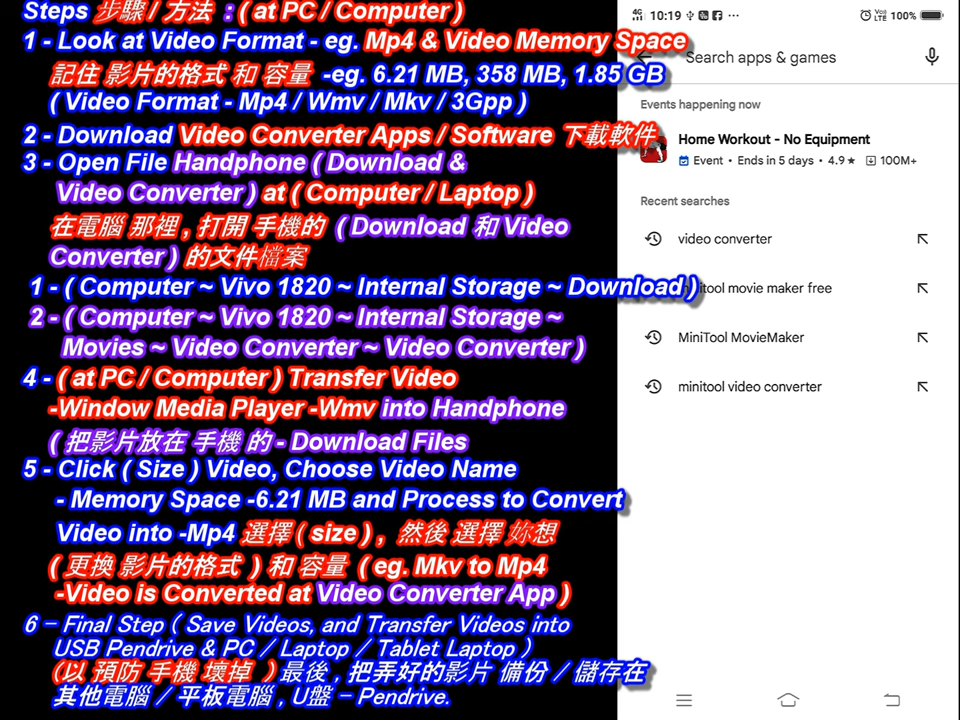 Steps 步驟 / 方法 : ( at PC / Computer )
1 - Look at Video Format - eg. Mp4 & Video Memory Space
記住 影片的格式 和 容量 -eg. 6.21 MB, 358 MB, 1.85 GB
( Video Format - Mp4 / Wmv / Mkv / 3Gpp )
2 - Download Video Converter Apps / Software 下載軟件
3 - Open File Handphone ( Download &
Video Converter ) at ( Computer / Laptop )
在電腦 那裡 , 打開 手機的 ( Download 和 Video
Converter ) 的文件檔案
1 - ( Computer ~ Vivo 1820 ~ Internal Storage ~ Download )
2 - ( Computer ~ Vivo 1820 ~ Internal Storage ~
Movies ~ Video Converter ~ Video Converter )
4 - ( at PC / Computer ) Transfer Video
-Window Media Player -Wmv into Handphone
( 把影片放在 手機 的 - Download Files
5 - Click ( Size ) Video, Choose Video Name
- Memory Space -6.21 MB and Process to Convert
Video into -Mp4 選擇 ( size ) , 然後 選擇 妳想
( 更換 影片的格式 ) 和 容量 ( eg. Mkv to Mp4
-Video is Converted at Video Converter App )
6 - Final Step ( Save Videos, and Transfer Videos into
USB Pendrive & PC / Laptop / Tablet Laptop )
(以 預防 手機 壞掉 ) 最後 , 把弄好的影片 備份 / 儲存在
其他電腦 / 平板電腦 , U盤 - Pendrive.
4G 10:19 ··· VoLTE 100%
Search apps & games
Events happening now
Home Workout - No Equipment
Event • Ends in 5 days • 4.9 ★ 100M+
Recent searches
video converter
itool movie maker free
MiniTool MovieMaker
minitool video converter